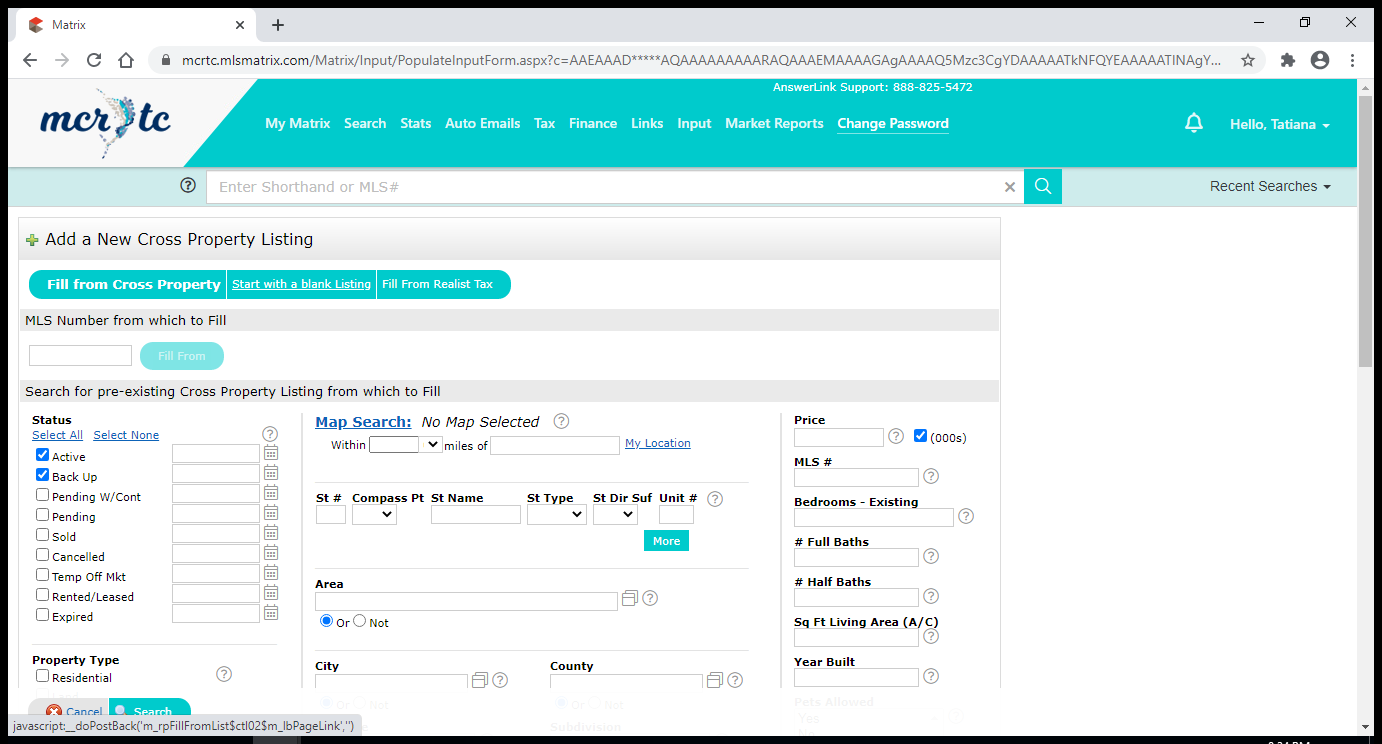 Matrix
mcrtc.mlsmatrix.com/Matrix/Input/PopulateInputForm.aspx?c=AAEAAAD*****AQAAAAAAAAARAQAAAEMAAAAGAgAAAAQ5Mzc3CgYDAAAAATkNFQYEAAAAATINAgY...
AnswerLink Support: 888-825-5472
mcr tc
My Matrix Search Stats Auto Emails Tax Finance Links Input Market Reports Change Password
Hello, Tatiana
Enter Shorthand or MLS#
Recent Searches
Add a New Cross Property Listing
Fill from Cross Property Start with a blank Listing Fill From Realist Tax
MLS Number from which to Fill
Fill From
Search for pre-existing Cross Property Listing from which to Fill
Status
Select All Select None
Active
Back Up
Pending W/Cont
Pending
Sold
Cancelled
Temp Off Mkt
Rented/Leased
Expired
Property Type
Residential
Map Search: No Map Selected
Within miles of My Location
St # Compass Pt St Name St Type St Dir Suf Unit #
More
Area
Or Not
City County
Or Not Or Not
Subdivision
Price
(000s)
MLS #
Bedrooms - Existing
# Full Baths
# Half Baths
Sq Ft Living Area (A/C)
Year Built
Pets Allowed
Yes
Cancel Search
javascript:__doPostBack('m_rpFillFromList$ctl02$m_lbPageLink','')